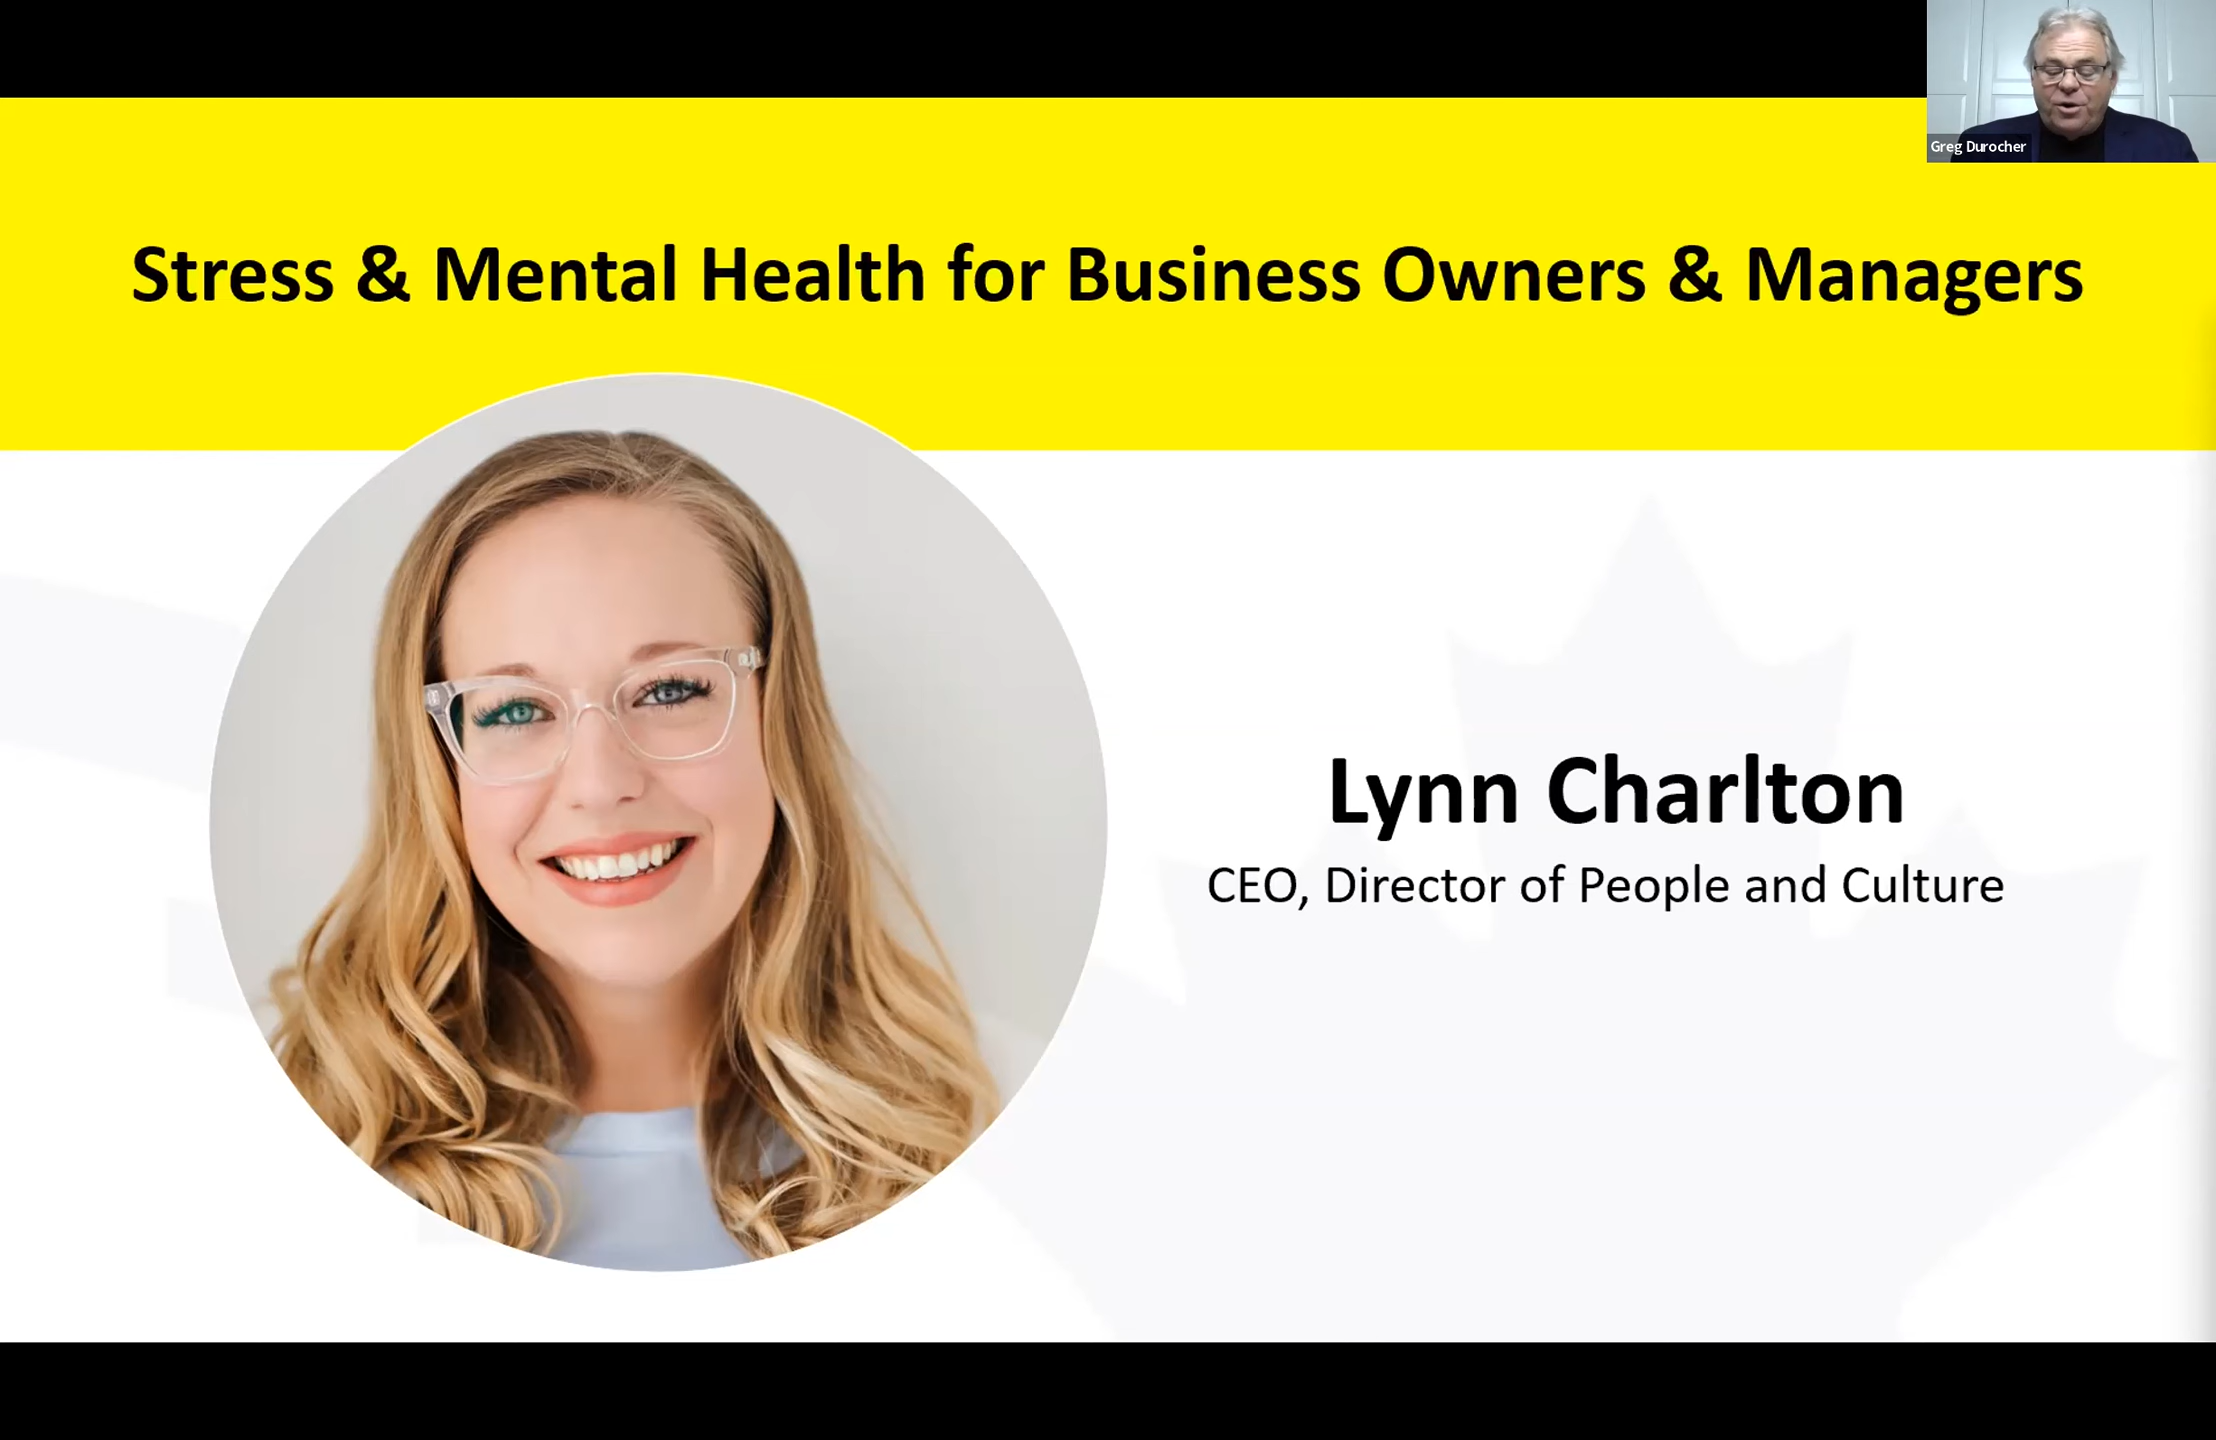 Greg Durocher
Stress & Mental Health for Business Owners & Managers
Lynn Charlton
CEO, Director of People and Culture